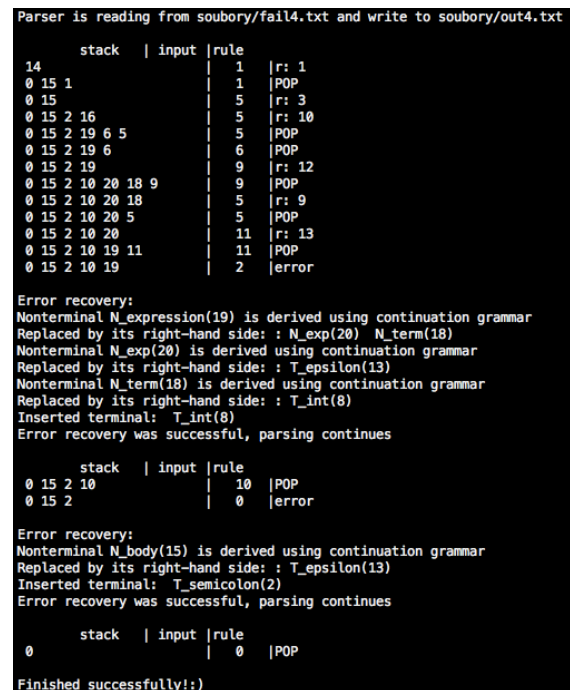 Parser is reading from soubory/fail4.txt and write to soubory/out4.txt
stack | input |rule
14 | 1 |r: 1
0 15 1 | 1 |POP
0 15 | 5 |r: 3
0 15 2 16 | 5 |r: 10
0 15 2 19 6 5 | 5 |POP
0 15 2 19 6 | 6 |POP
0 15 2 19 | 9 |r: 12
0 15 2 10 20 18 9 | 9 |POP
0 15 2 10 20 18 | 5 |r: 9
0 15 2 10 20 5 | 5 |POP
0 15 2 10 20 | 11 |r: 13
0 15 2 10 19 11 | 11 |POP
0 15 2 10 19 | 2 |error
Error recovery:
Nonterminal N_expression(19) is derived using continuation grammar
Replaced by its right-hand side: : N_exp(20) N_term(18)
Nonterminal N_exp(20) is derived using continuation grammar
Replaced by its right-hand side: : T_epsilon(13)
Nonterminal N_term(18) is derived using continuation grammar
Replaced by its right-hand side: : T_int(8)
Inserted terminal: T_int(8)
Error recovery was successful, parsing continues
stack | input |rule
0 15 2 10 | 10 |POP
0 15 2 | 0 |error
Error recovery:
Nonterminal N_body(15) is derived using continuation grammar
Replaced by its right-hand side: : T_epsilon(13)
Inserted terminal: T_semicolon(2)
Error recovery was successful, parsing continues
stack | input |rule
0 | 0 |POP
Finished successfully!:)